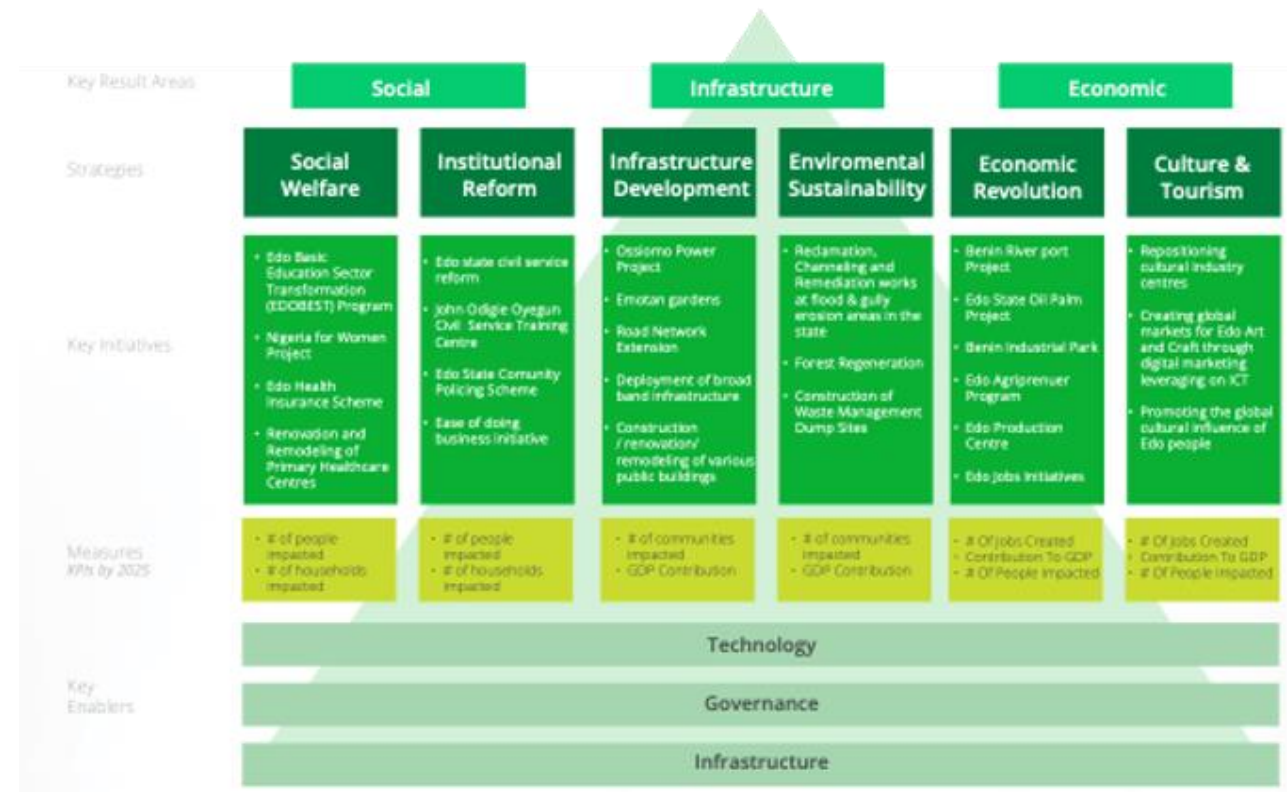 Key Result Areas
Social
Infrastructure
Economic
Strategies
Social
Welfare
Institutional
Reform
Infrastructure
Development
Enviromental
Sustainability
Economic
Revolution
Culture &
Tourism
Key Initiatives
• Edo Basic
Education Sector
Transformation
(EDOBEST) Program
• Nigeria for Women
Project
• Edo Health
Insurance Scheme
• Renovation and
Remodeling of
Primary Healthcare
Centres
• Edo state civil service
reform
• John Odigie Oyegun
Civil Service Training
Centre
• Edo State Comunity
Policing Scheme
• Ease of doing
business initiative
• Ossiomo Power
Project
• Emotan gardens
• Road Network
Extension
• Deployment of broad
band infrastructure
• Construction
/renovation/
remodeling of various
public buildings
• Reclamation,
Channeling and
Remediation works
at flood & gully
erosion areas in the
state
• Forest Regeneration
• Construction of
Waste Management
Dump Sites
• Benin River port
Project
• Edo State Oil Palm
Project
• Benin Industrial Park
• Edo Agriprenuer
Program
• Edo Production
Centre
• Edo Jobs Initiatives
• Repositioning
cultural industry
centres
• Creating global
markets for Edo Art
and Craft through
digital marketing
leveraging on ICT
• Promoting the global
cultural influence of
Edo people
Measures
KPIs by 2025
• # of people
impacted
• # of households
impacted
• # of people
impacted
• # of households
impacted
• # of communities
impacted
• GDP Contribution
• # of communities
impacted
• GDP Contribution
• # Of Jobs Created
• Contribution To GDP
• # Of People Impacted
• # Of Jobs Created
• Contribution To GDP
• # Of People Impacted
Key
Enablers
Technology
Governance
Infrastructure